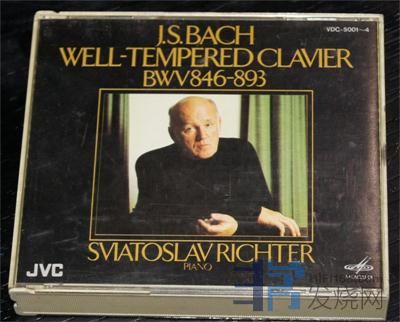 VDC-5001~4
J.S.BACH
WELL-TEMPERED CLAVIER
BWV846-893
SVIATOSLAV RICHTER
PIANO
JVC
发烧网